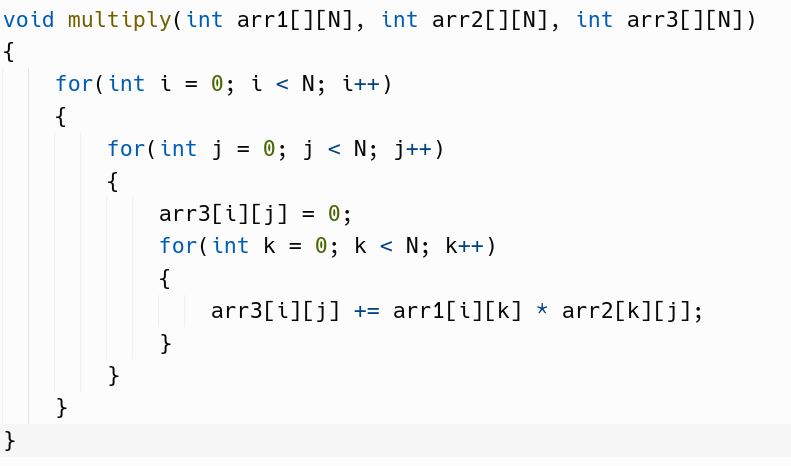 void multiply(int arr1[][N], int arr2[][N], int arr3[][N])
{
    for(int i = 0; i < N; i++)
    {
        for(int j = 0; j < N; j++)
        {
            arr3[i][j] = 0;
            for(int k = 0; k < N; k++)
            {
                arr3[i][j] += arr1[i][k] * arr2[k][j];
            }
        }
    }
}